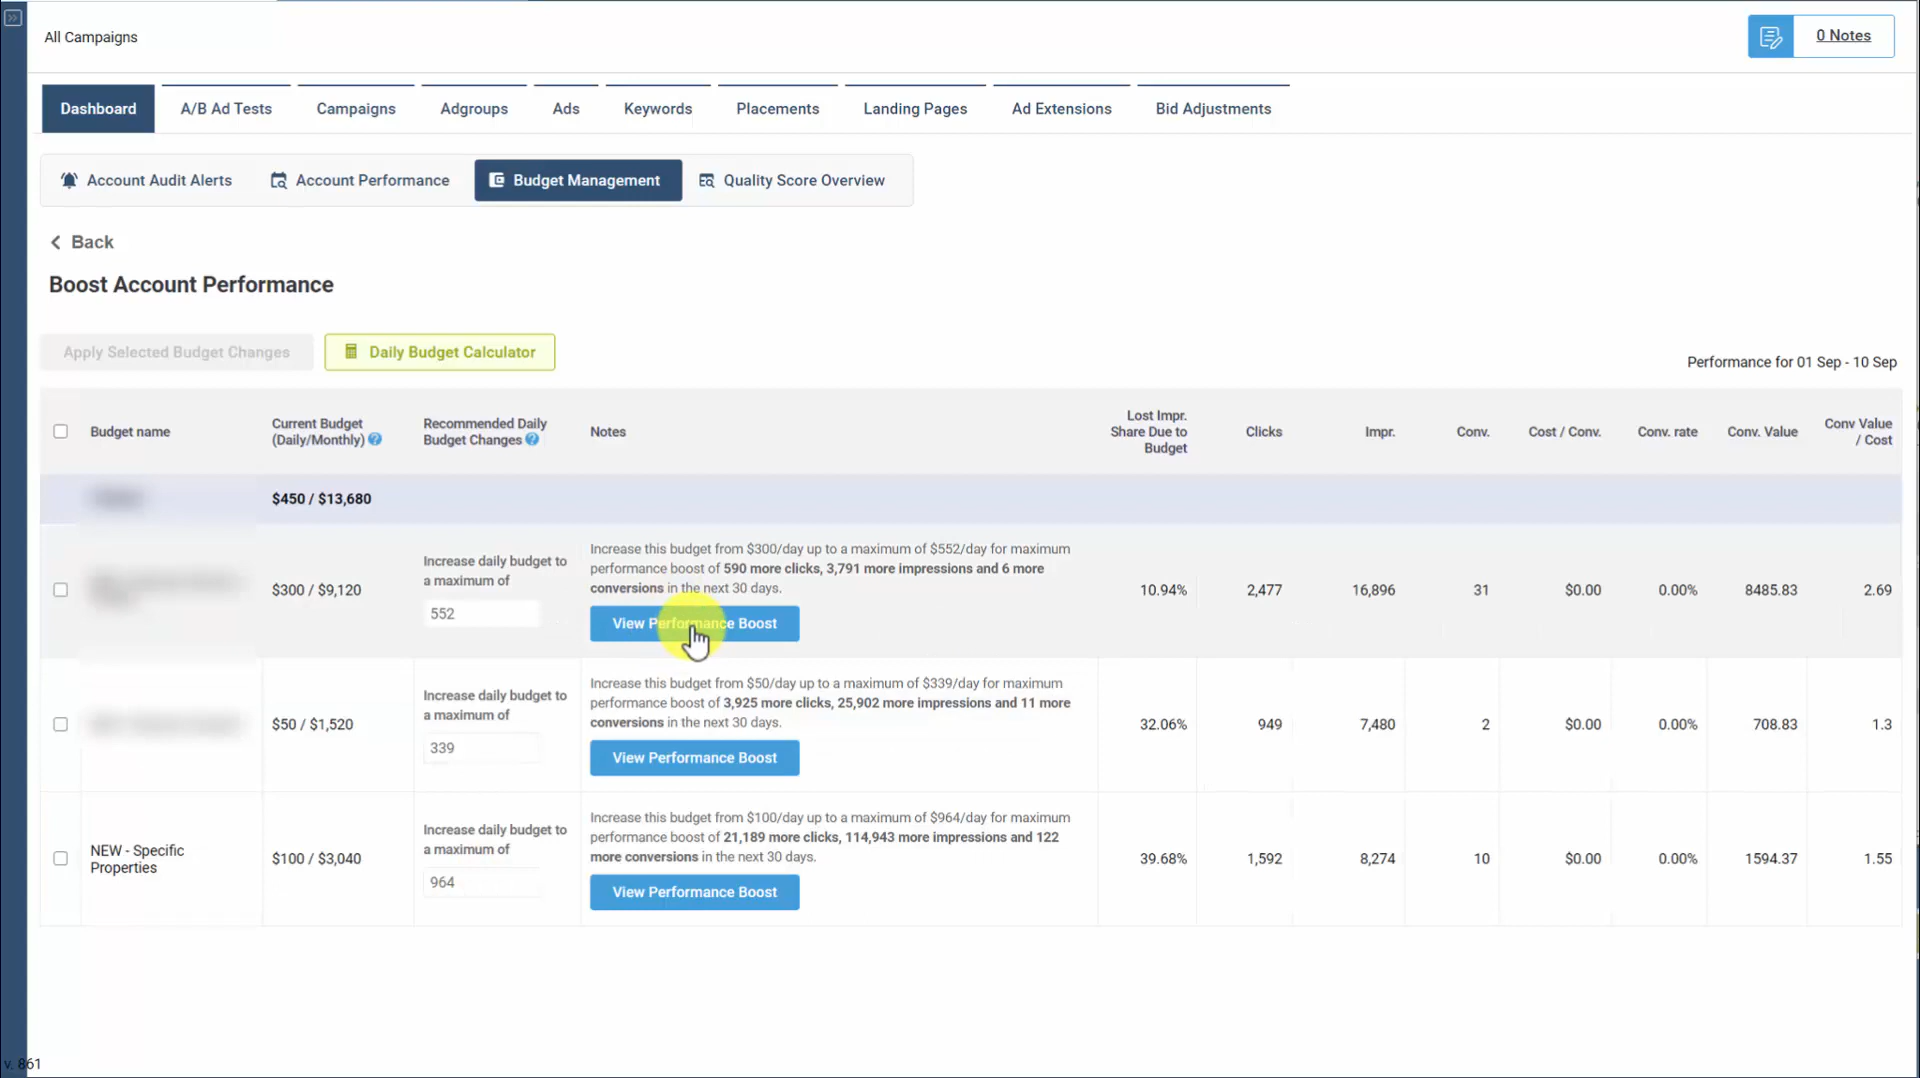 All Campaigns
0 Notes
Dashboard
A/B Ad Tests
Campaigns
Adgroups
Ads
Keywords
Placements
Landing Pages
Ad Extensions
Bid Adjustments
Account Audit Alerts
Account Performance
Budget Management
Quality Score Overview
Back
Boost Account Performance
Apply Selected Budget Changes
Daily Budget Calculator
Performance for 01 Sep - 10 Sep
Budget name
Current Budget
(Daily/Monthly) ?
Recommended Daily
Budget Changes ?
Notes
Lost Impr.
Share Due to
Budget
Clicks
Impr.
Conv.
Cost / Conv.
Conv. rate
Conv. Value
Conv Value
/ Cost
$450 / $13,680
$300 / $9,120
Increase daily budget to
a maximum of
552
Increase this budget from $300/day up to a maximum of $552/day for maximum
performance boost of 590 more clicks, 3,791 more impressions and 6 more
conversions in the next 30 days.
View Performance Boost
10.94%
2,477
16,896
31
$0.00
0.00%
8485.83
2.69
$50 / $1,520
Increase daily budget to
a maximum of
339
Increase this budget from $50/day up to a maximum of $339/day for maximum
performance boost of 3,925 more clicks, 25,902 more impressions and 11 more
conversions in the next 30 days.
View Performance Boost
32.06%
949
7,480
2
$0.00
0.00%
708.83
1.3
NEW - Specific
Properties
$100 / $3,040
Increase daily budget to
a maximum of
964
Increase this budget from $100/day up to a maximum of $964/day for maximum
performance boost of 21,189 more clicks, 114,943 more impressions and 122
more conversions in the next 30 days.
View Performance Boost
39.68%
1,592
8,274
10
$0.00
0.00%
1594.37
1.55
v. 861